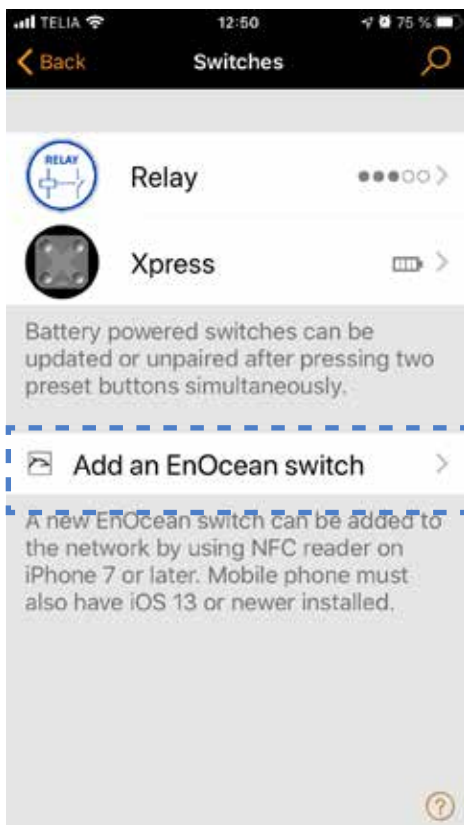 TELIA 12:50 75 %
Back Switches
RELAY
Relay
Xpress
Battery powered switches can be
updated or unpaired after pressing two
preset buttons simultaneously.
Add an EnOcean switch
A new EnOcean switch can be added to
the network by using NFC reader on
iPhone 7 or later. Mobile phone must
also have iOS 13 or newer installed.
?